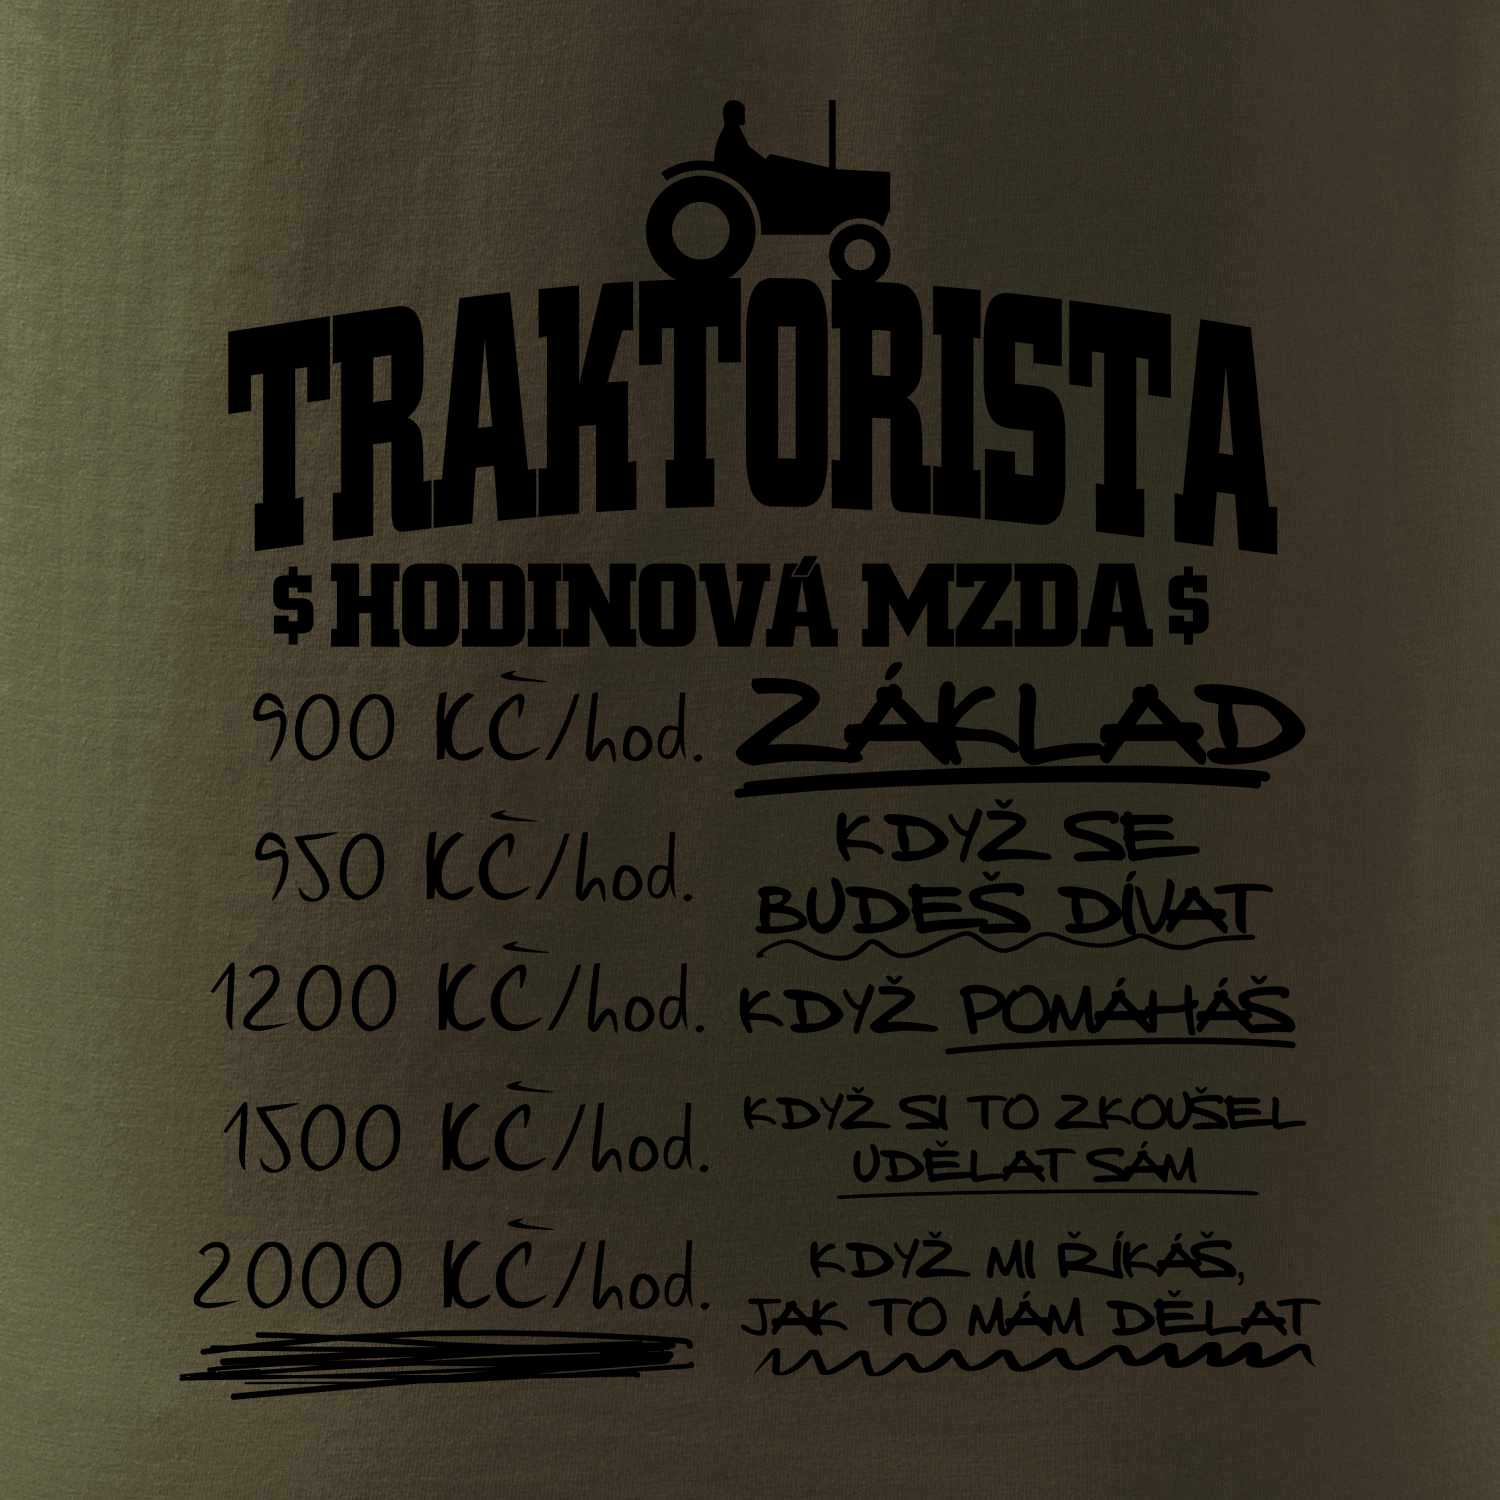 TRAKTORISTA
$ HODINOVÁ MZDA $
900 KČ/hod. ZÁKLAD
950 KČ/hod. KDYŽ SE
BUDEŠ DÍVAT
1200 KČ/hod. KDYŽ POMÁHÁŠ
1500 KČ/hod. KDYŽ SI TO ZKOUŠEL
UDĚLAT SÁM
2000 KČ/hod. KDYŽ MI ŘÍKÁŠ,
JAK TO MÁM DĚLAT